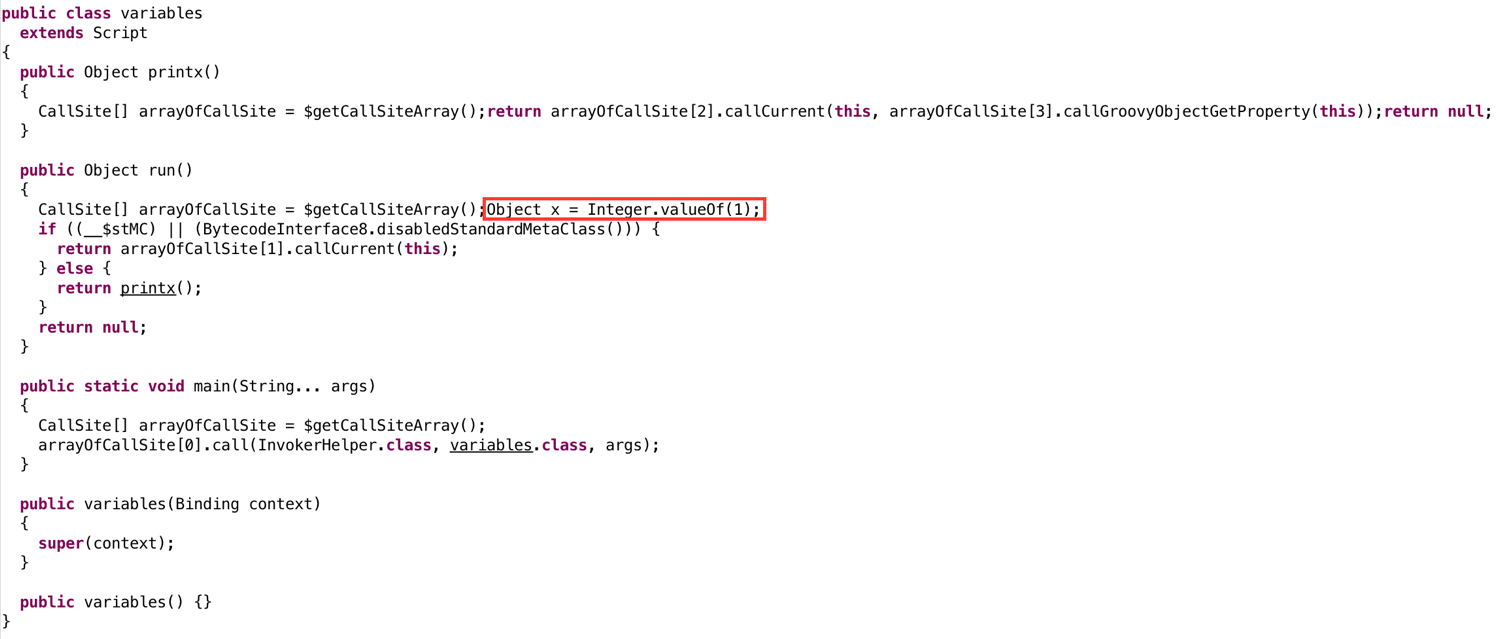 public class variables
  extends Script
{
  public Object printx()
  {
    CallSite[] arrayOfCallSite = $getCallSiteArray();return arrayOfCallSite[2].callCurrent(this, arrayOfCallSite[3].callGroovyObjectGetProperty(this));return null;
  }

  public Object run()
  {
    CallSite[] arrayOfCallSite = $getCallSiteArray();Object x = Integer.valueOf(1);
    if ((__$stMC) || (BytecodeInterface8.disabledStandardMetaClass())) {
      return arrayOfCallSite[1].callCurrent(this);
    } else {
      return printx();
    }
    return null;
  }

  public static void main(String... args)
  {
    CallSite[] arrayOfCallSite = $getCallSiteArray();
    arrayOfCallSite[0].call(InvokerHelper.class, variables.class, args);
  }

  public variables(Binding context)
  {
    super(context);
  }

  public variables() {}
}